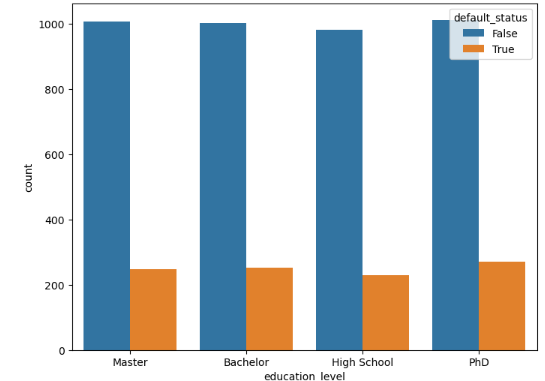 default_status
False
True
1000
800
600
400
200
0
count
Master
Bachelor
High School
PhD
education_level